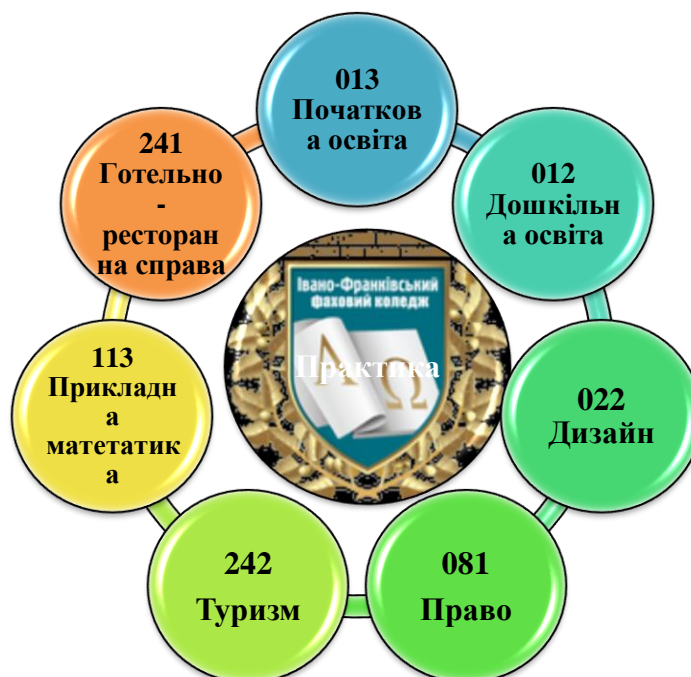 013
Початков
а освіта
012
Дошкільн
а освіта
022
Дизайн
081
Право
242
Туризм
113
Прикладн
а
матетатик
а
241
Готельно
-
ресторан
на справа
Івано-Франківський
фаховий коледж
Практика
Α
Ω